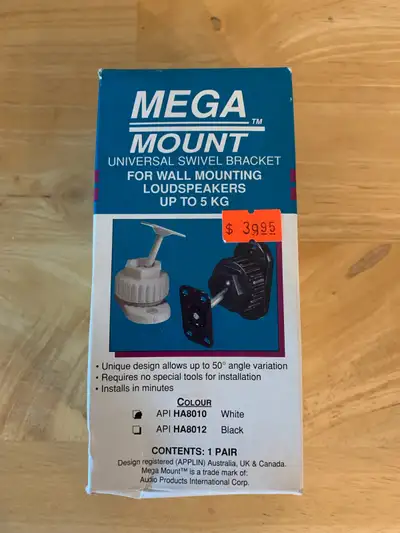 MEGA
™
MOUNT
UNIVERSAL SWIVEL BRACKET
FOR WALL MOUNTING
LOUDSPEAKERS
UP TO 5 KG
$ 39.95
• Unique design allows up to 50° angle variation
• Requires no special tools for installation
• Installs in minutes
COLOUR
API HA8010 White
API HA8012 Black
CONTENTS: 1 PAIR
Design registered (APPLIN) Australia, UK & Canada.
Mega Mount™ is a trade mark of:
Audio Products International Corp.